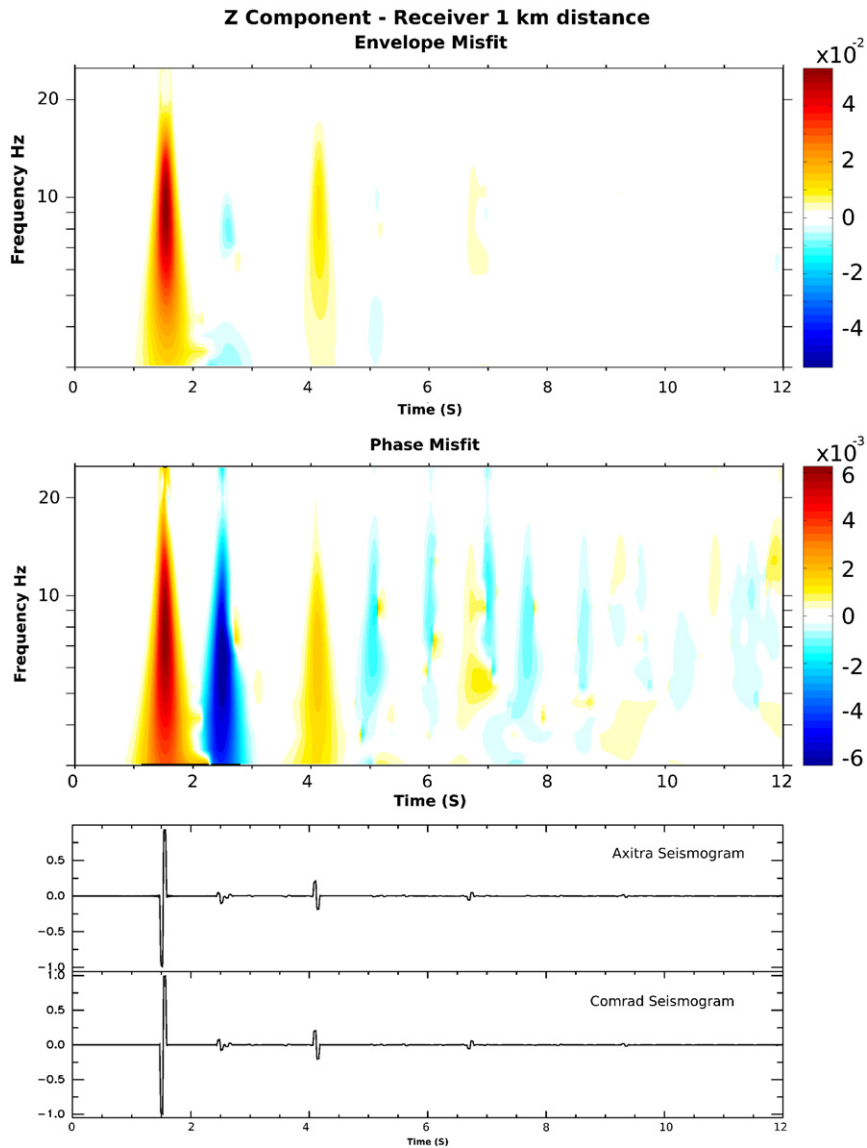 Z Component - Receiver 1 km distance
Envelope Misfit
x10-2
20
10
Frequency Hz
4
2
0
-2
-4
0 2 4 6 8 10 12
Time (S)
Phase Misfit
x10-3
20
10
Frequency Hz
6
4
2
0
-2
-4
-6
0 2 4 6 8 10 12
Time (S)
Axitra Seismogram
0.5
0.0
-0.5
-1.0
Comrad Seismogram
1.0
0.5
0.0
-0.5
-1.0
0 2 4 6 8 10 12
Time (S)